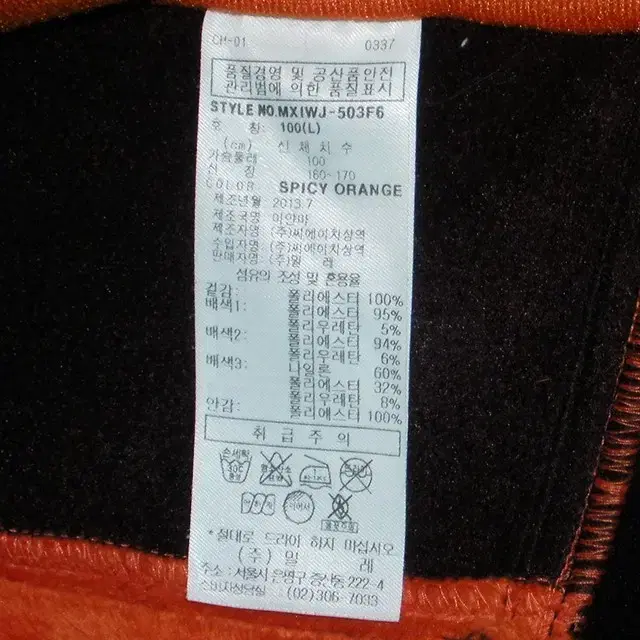 CH-01 0337
품질경영 및 공산품안전
관리법에 의한 품질표시
STYLE NO.MXIWJ-503F6
호 칭: 100(L)
(cm) 신 체 치 수
가슴둘레 100
신 장 160-170
COLOR: SPICY ORANGE
제조년월 2013.7
제조국명 미얀마
제조자명 (주)씨에이치상역
수입자명 (주)씨에이치상역
판매자명 (주)밀 레
섬유의 조성 및 혼용율
겉감: 폴리에스터 100%
배색1: 폴리에스터 95%
폴리우레탄 5%
배색2: 폴리에스터 94%
폴리우레탄 6%
배색3: 나일론 60%
폴리에스터 32%
폴리우레탄 8%
안감: 폴리에스터 100%
취 급 주 의
손세탁
30℃
중성
*절대로 드라이 하지 마십시오
(주) 밀 레
주소: 서울시 은평구 증산동 222-4
소비자상담실 (02)306-7033